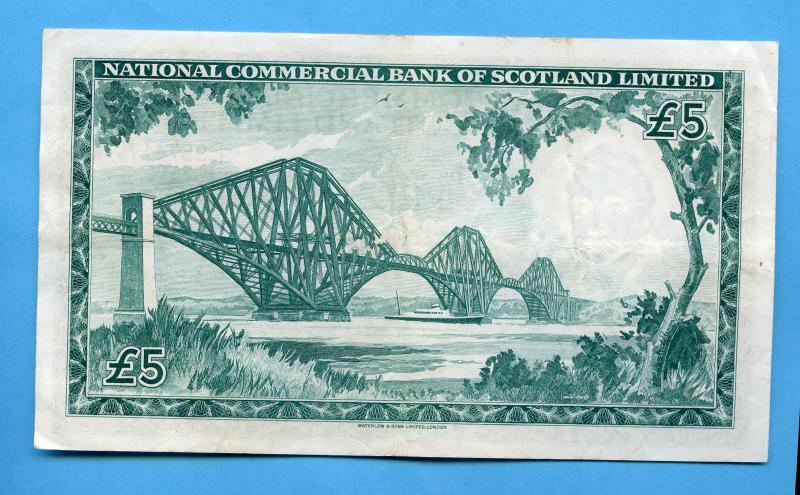 NATIONAL COMMERCIAL BANK OF SCOTLAND LIMITED
£5
£5
WATERLOW & SONS LIMITED, LONDON